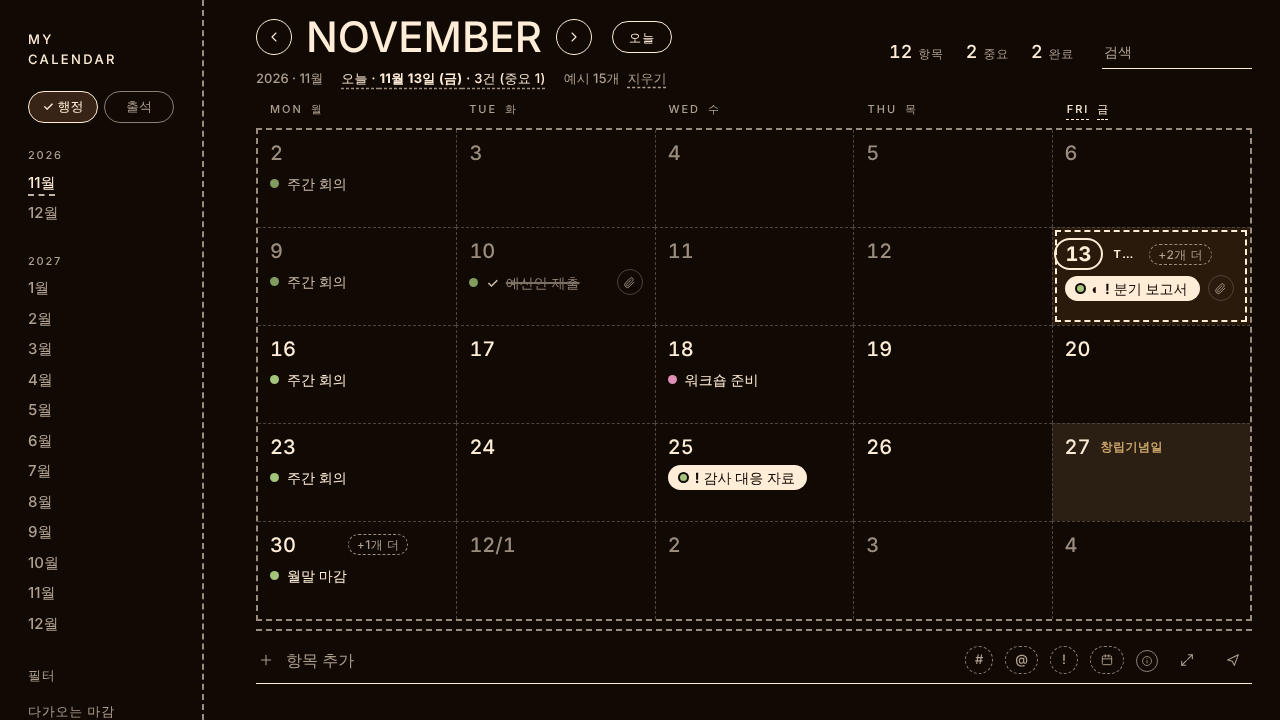 MY
CALENDAR
✓ 행정
출석
2026
11월
12월
2027
1월
2월
3월
4월
5월
6월
7월
8월
9월
10월
11월
12월
필터
다가오는 마감
NOVEMBER
오늘
12 항목 2 중요 2 완료
검색
2026 · 11월 오늘 · 11월 13일 (금) · 3건 (중요 1) 예시 15개 지우기
MON 월 TUE 화 WED 수 THU 목 FRI 금
2 3 4 5 6
주간 회의
9 10 11 12 13 T… +2개 더
주간 회의
✓ 예산안 제출
! 분기 보고서
16 17 18 19 20
주간 회의
워크숍 준비
23 24 25 26 27 창립기념일
주간 회의
! 감사 대응 자료
30 +1개 더 12/1 2 3 4
월말 마감
+ 항목 추가
# @ !